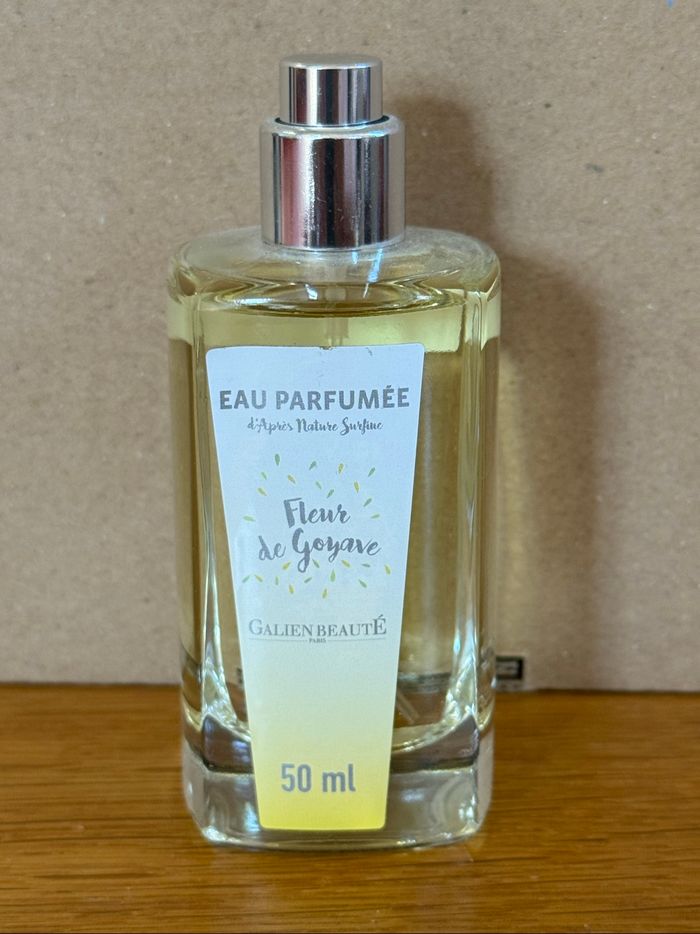 EAU PARFUMÉE
d'Après Nature Surfine
Fleur
de Goyave
GALIEN BEAUTÉ
PARIS
50 ml